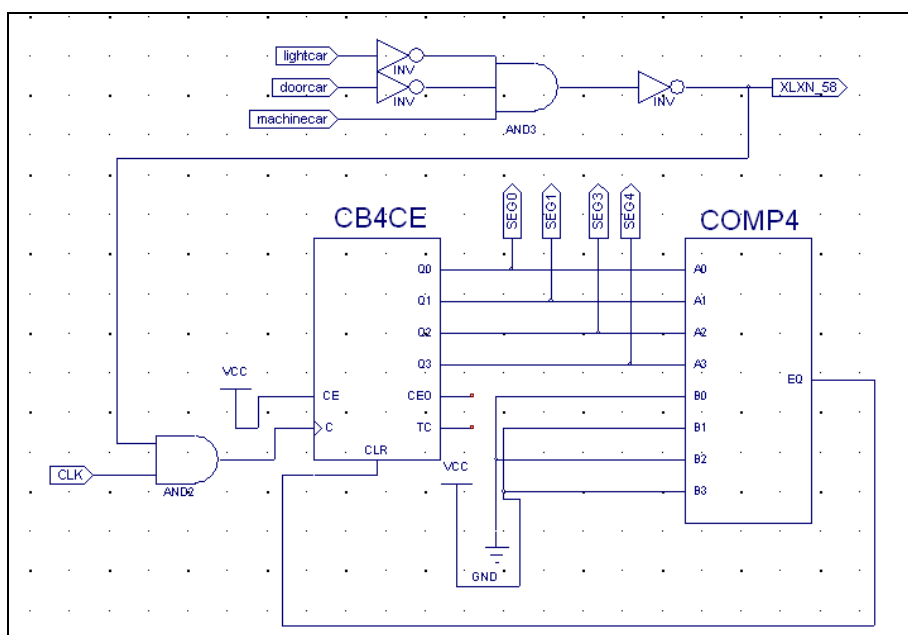 lightcar
INV
doorcar
INV
machinecar
AND3
INV
XLXN_58
SEG0
SEG1
SEG3
SEG4
CB4CE
COMP4
Q0
Q1
Q2
Q3
CE
CEO
C
TC
CLR
A0
A1
A2
A3
B0
B1
B2
B3
EQ
VCC
CLK
AND2
VCC
GND